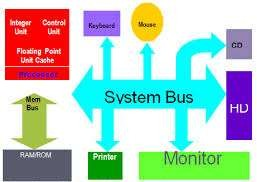 Integer Control
Unit Unit
Floating Point
Unit Cache
Processor
Mem
Bus
RAM/ROM
Keyboard
Mouse
CD
System Bus
HD
Printer
Monitor